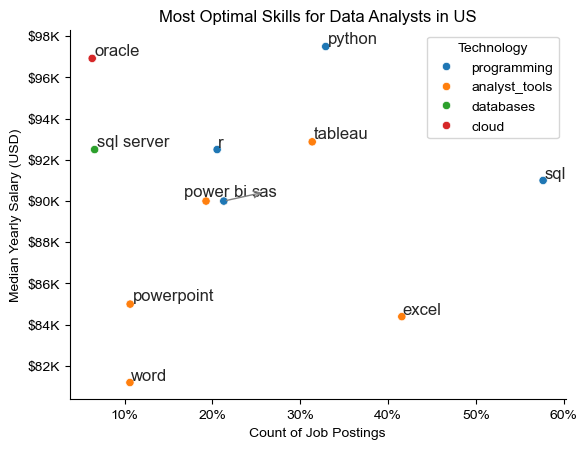 Most Optimal Skills for Data Analysts in US
$98K
$96K
$94K
$92K
$90K
$88K
$86K
$84K
$82K
Median Yearly Salary (USD)
oracle
python
Technology
programming
analyst_tools
databases
cloud
sql server
r
tableau
sql
power bi
sas
powerpoint
excel
word
10%
20%
30%
40%
50%
60%
Count of Job Postings